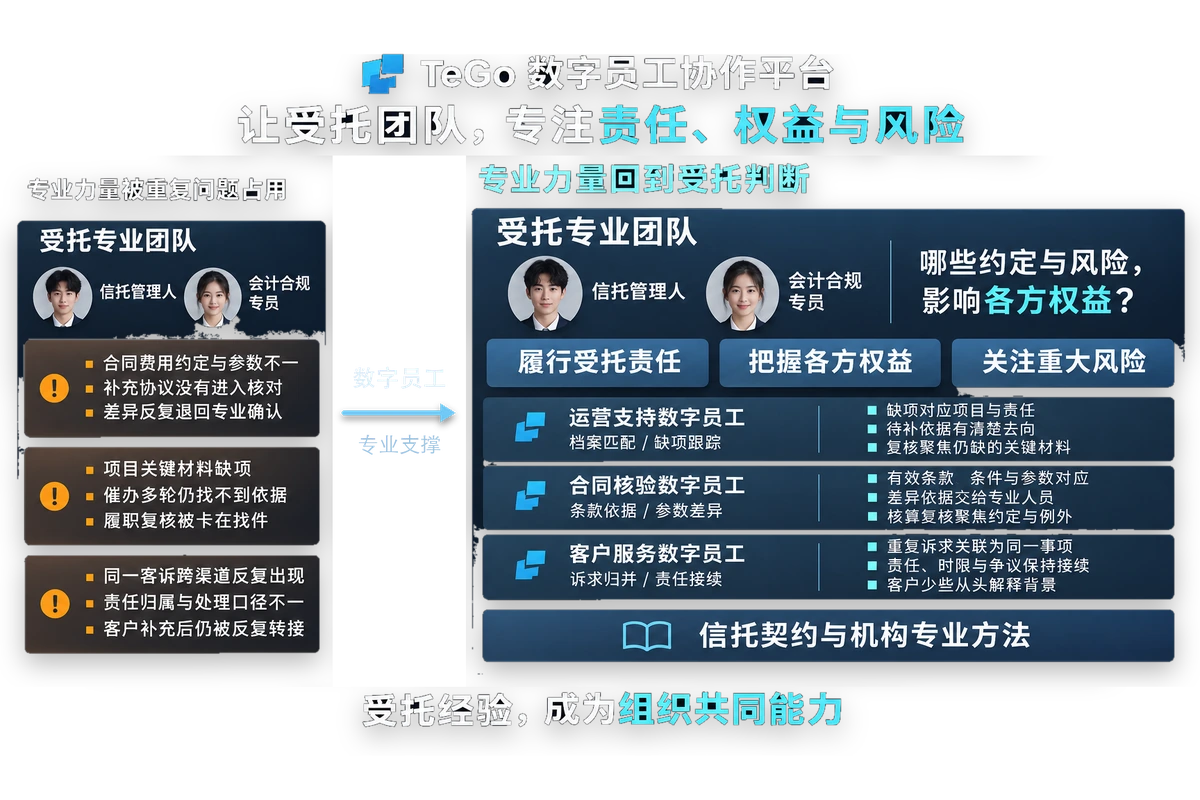 TeGo 数字员工协作平台
让受托团队，专注责任、权益与风险
专业力量被重复问题占用
受托专业团队
信托管理人
会计合规
专员
合同费用约定与参数不一
补充协议没有进入核对
差异反复退回专业确认
项目关键材料缺项
催办多轮仍找不到依据
履职复核被卡在找件
同一客诉跨渠道反复出现
责任归属与处理口径不一
客户补充后仍被反复转接
数字员工
专业支撑
专业力量回到受托判断
受托专业团队
信托管理人
会计合规
专员
哪些约定与风险，
影响各方权益？
履行受托责任
把握各方权益
关注重大风险
运营支持数字员工
档案匹配 / 缺项跟踪
缺项对应项目与责任
待补依据有清楚去向
复核聚焦仍缺的关键材料
合同核验数字员工
条款依据 / 参数差异
有效条款 条件与参数对应
差异依据交给专业人员
核算复核聚焦约定与例外
客户服务数字员工
诉求归并 / 责任接续
重复诉求关联为同一事项
责任、时限与争议保持接续
客户少些从头解释背景
信托契约与机构专业方法
受托经验，成为组织共同能力